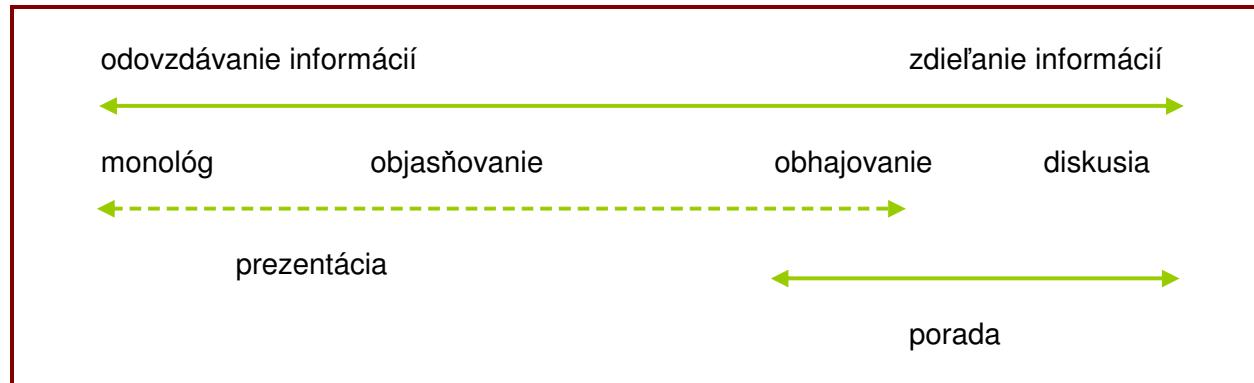 odovzdávanie informácií zdieľanie informácií
monológ objasňovanie obhajovanie diskusia
prezentácia
porada